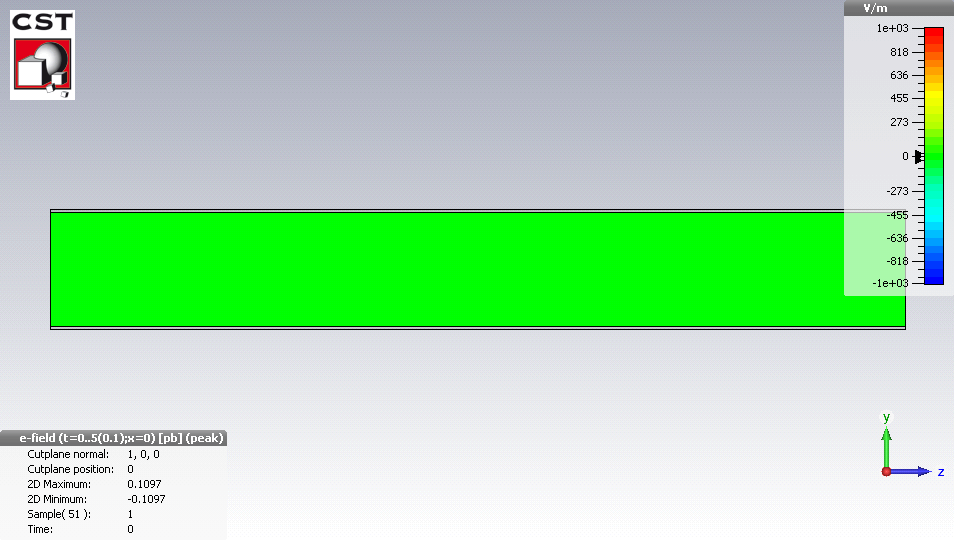 CST
V/m
1e+03
818
636
455
273
0
-273
-455
-636
-818
-1e+03
y
z
e-field (t=0..5(0.1);x=0) [pb] (peak)
Cutplane normal: 1, 0, 0
Cutplane position: 0
2D Maximum: 0.1097
2D Minimum: -0.1097
Sample( 51 ): 1
Time: 0